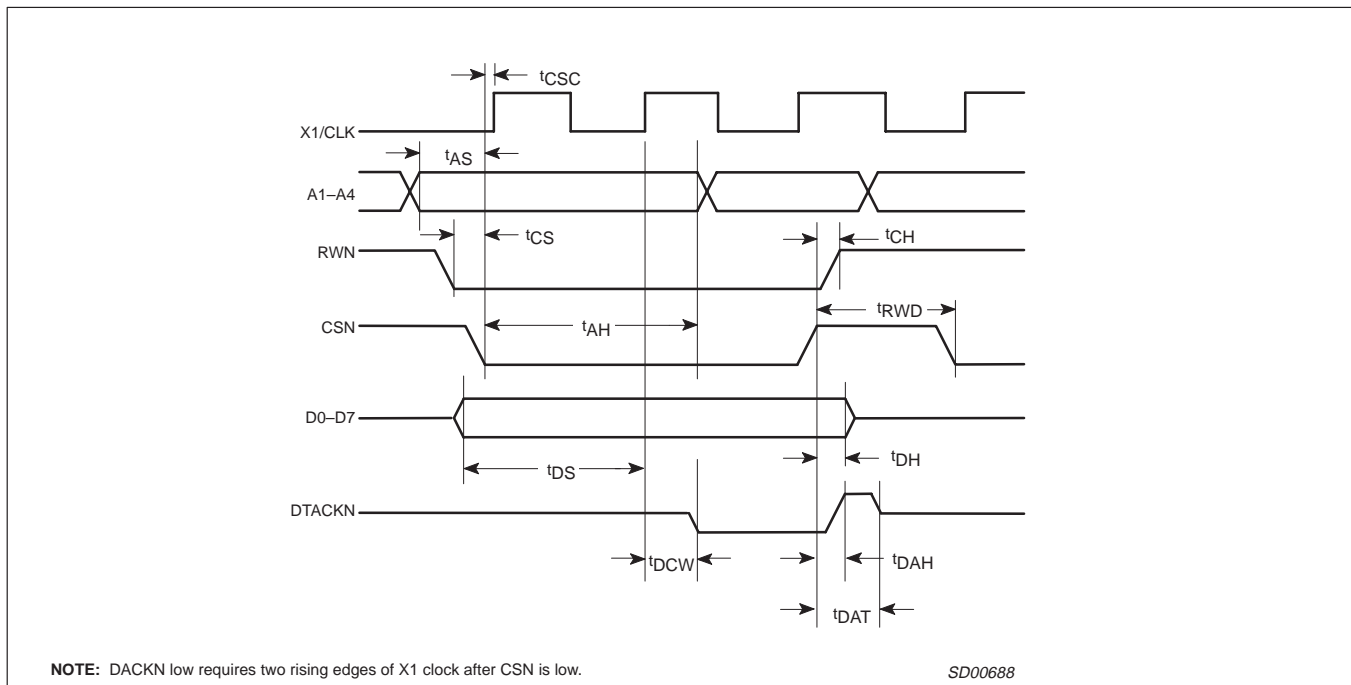 tCSC
X1/CLK
tAS
A1–A4
tCS
tCH
RWN
tRWD
CSN
tAH
D0–D7
tDH
tDS
DTACKN
tDCW
tDAH
tDAT
NOTE: DACKN low requires two rising edges of X1 clock after CSN is low.
SD00688